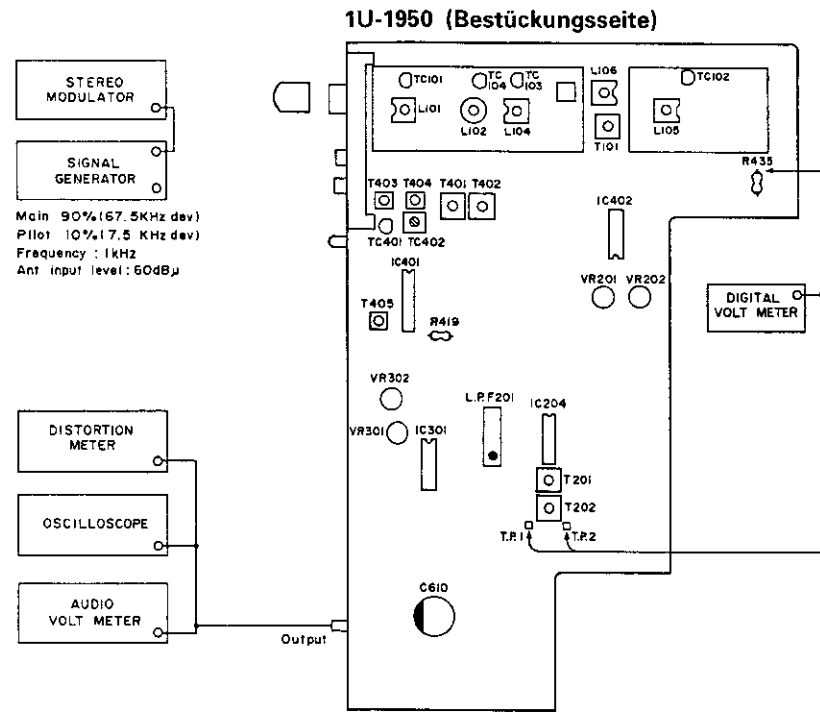 1U-1950 (Bestückungsseite)
STEREO
MODULATOR
SIGNAL
GENERATOR
Main 90% (67.5KHz dev)
Pilot 10% (7.5 KHz dev)
Frequency : 1kHz
Ant input level : 60dBμ
TC101
TC
104
TC
103
L106
TC102
L101
L102
L104
L105
T101
R435
T403
T404
T401
T402
IC402
TC401
TC402
IC401
VR201
VR202
T405
R419
DIGITAL
VOLT METER
VR302
L.P.F201
IC204
VR301
IC301
DISTORTION
METER
T201
OSCILLOSCOPE
T202
T.P.1
T.P.2
AUDIO
VOLT METER
C610
Output